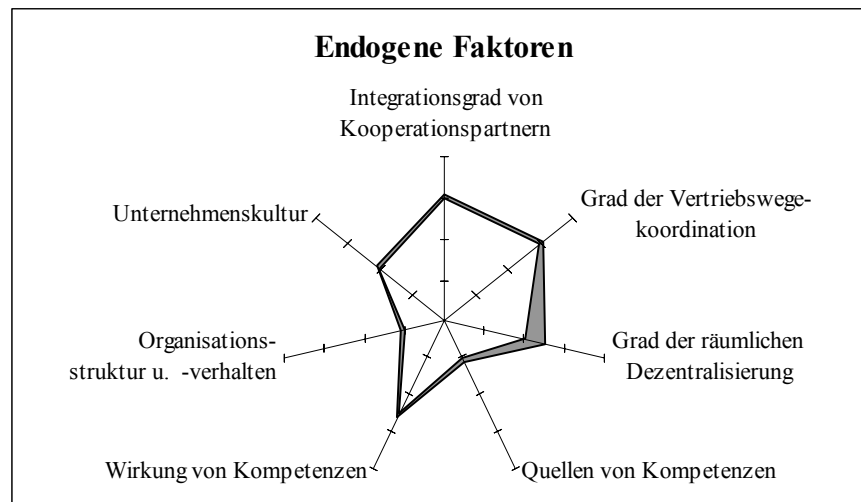 Endogene Faktoren
Integrationsgrad von
Kooperationspartnern
Grad der Vertriebswege-
koordination
Grad der räumlichen
Dezentralisierung
Quellen von Kompetenzen
Wirkung von Kompetenzen
Organisations-
struktur u. -verhalten
Unternehmenskultur